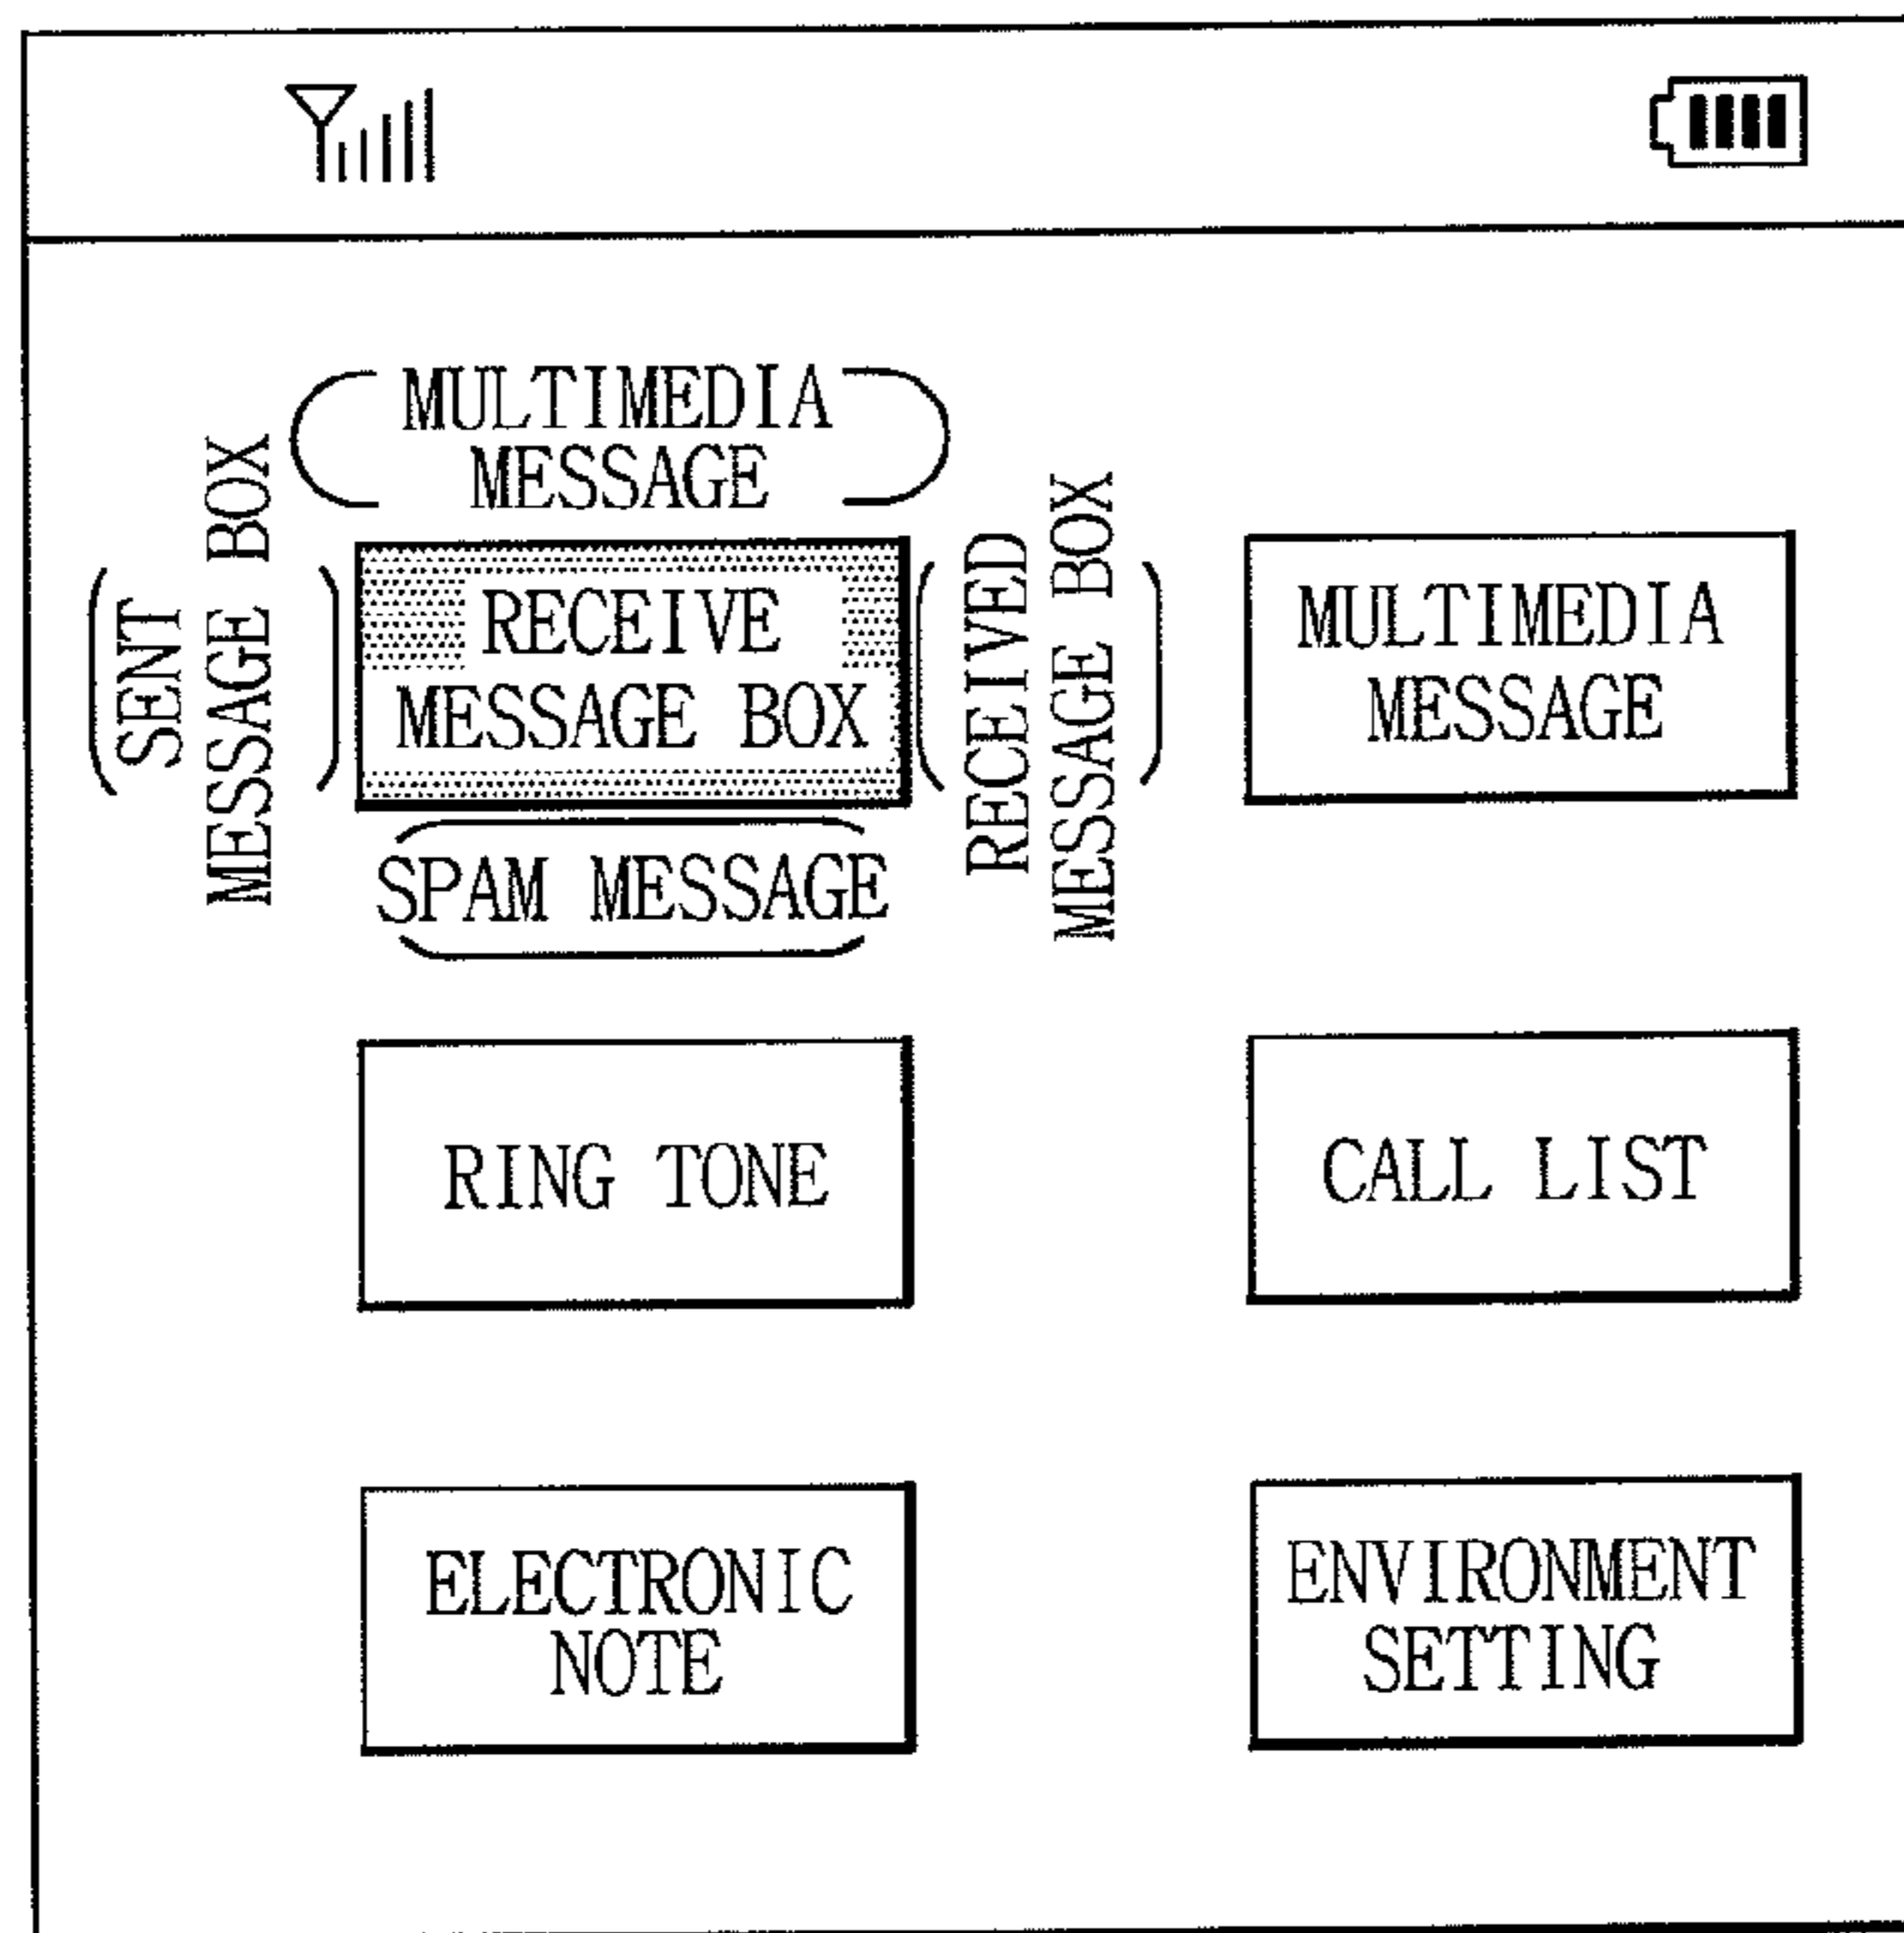 MULTIMEDIA
MESSAGE
SENT
MESSAGE BOX
RECEIVE
MESSAGE BOX
RECEIVED
MESSAGE BOX
SPAM MESSAGE
MULTIMEDIA
MESSAGE
RING TONE
CALL LIST
ELECTRONIC
NOTE
ENVIRONMENT
SETTING